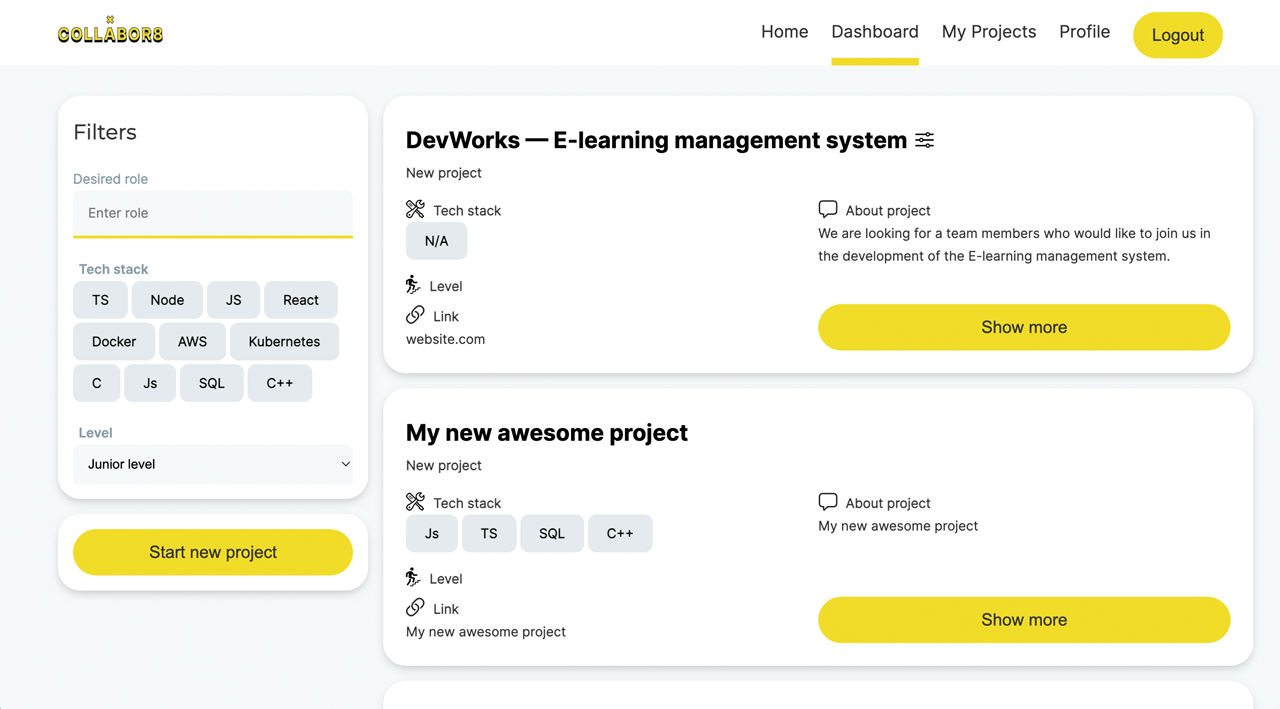 COLLABOR8
Home Dashboard My Projects Profile Logout
Filters
Desired role
Enter role
Tech stack
TS Node JS React
Docker AWS Kubernetes
C Js SQL C++
Level
Junior level
Start new project
DevWorks — E-learning management system
New project
Tech stack
N/A
Level
Link
website.com
About project
We are looking for a team members who would like to join us in
the development of the E-learning management system.
Show more
My new awesome project
New project
Tech stack
Js TS SQL C++
Level
Link
My new awesome project
About project
My new awesome project
Show more